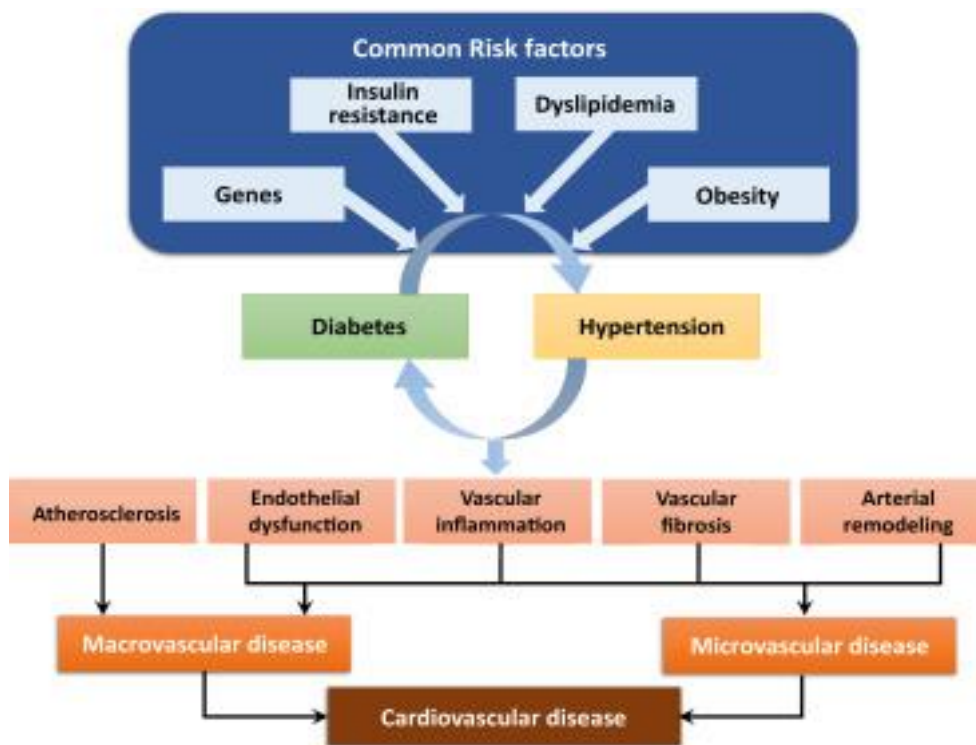 Common Risk factors
Insulin
resistance
Dyslipidemia
Genes
Obesity
Diabetes
Hypertension
Atherosclerosis
Endothelial
dysfunction
Vascular
inflammation
Vascular
fibrosis
Arterial
remodeling
Macrovascular disease
Microvascular disease
Cardiovascular disease